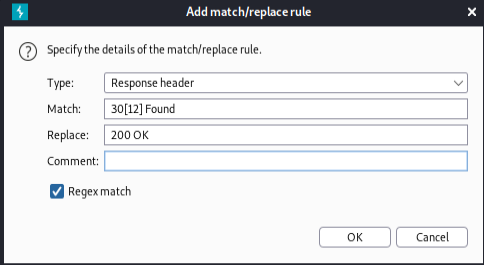 Add match/replace rule
Specify the details of the match/replace rule.
Type: Response header
Match: 30[12] Found
Replace: 200 OK
Comment:
Regex match
OK Cancel